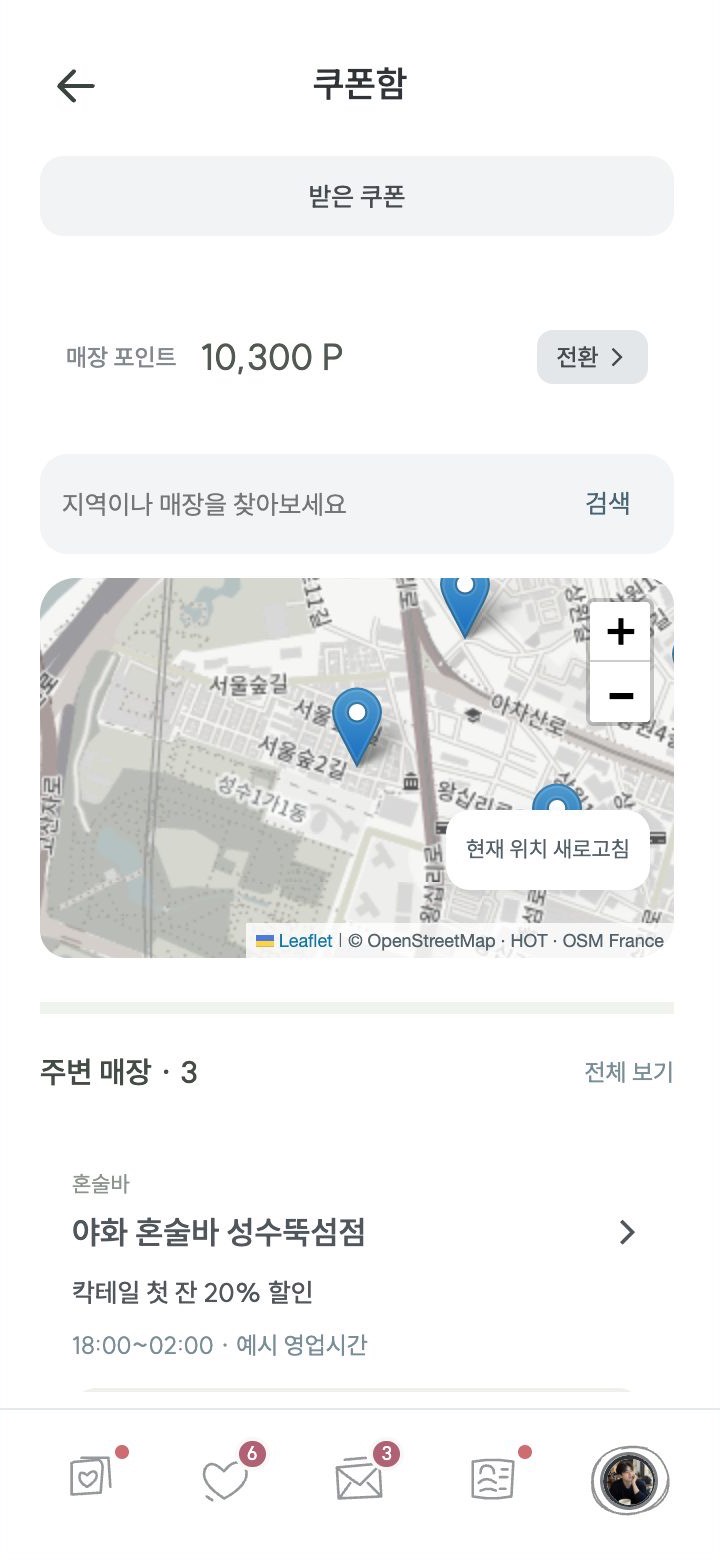 쿠폰함
받은 쿠폰
매장 포인트 10,300 P 전환
지역이나 매장을 찾아보세요 검색
서울숲길
아차산로
서울숲2길
성수1가1동
왕십리로
현재 위치 새로고침
왕십리로
Leaflet | © OpenStreetMap · HOT · OSM France
주변 매장 · 3 전체 보기
혼술바
야화 혼술바 성수뚝섬점
칵테일 첫 잔 20% 할인
18:00~02:00 · 예시 영업시간
6
3